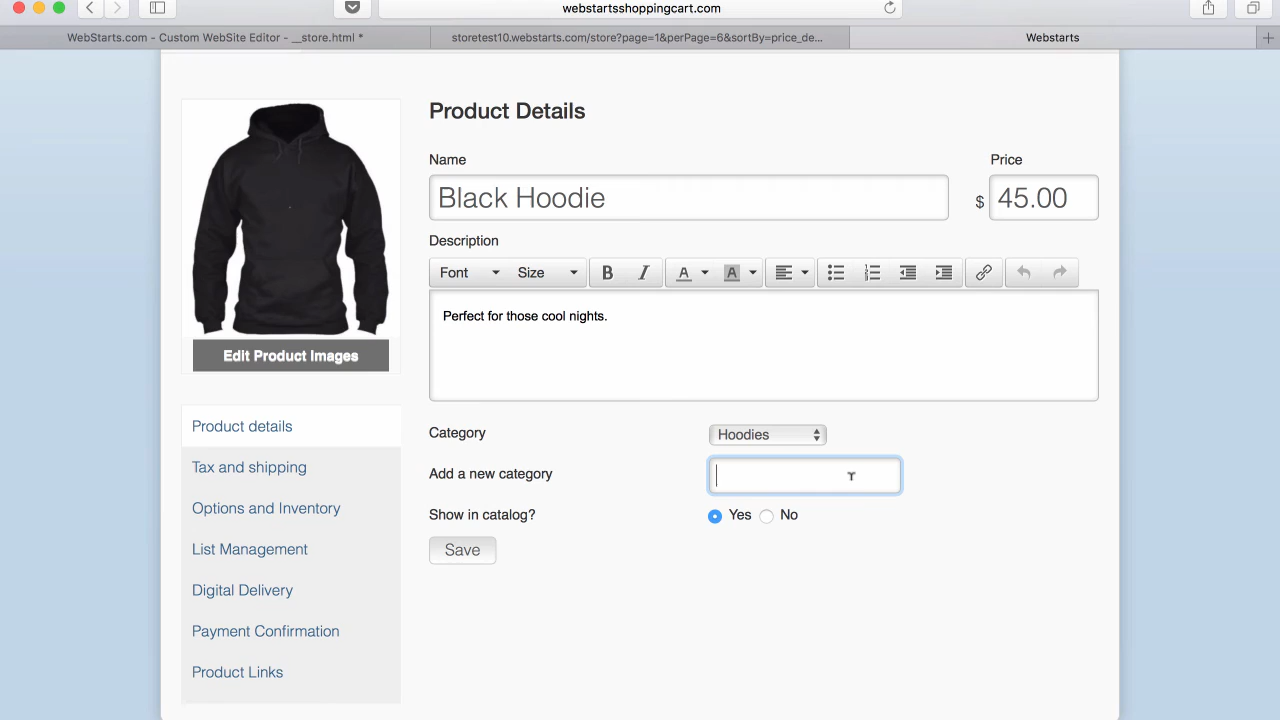 webstartsshoppingcart.com
WebStarts.com - Custom WebSite Editor - __store.html *
storetest10.webstarts.com/store?page=1&perPage=6&sortBy=price_de...
Webstarts
Product Details
Name
Price
Black Hoodie
$ 45.00
Description
Font
Size
B
I
A
A
Perfect for those cool nights.
Edit Product Images
Product details
Tax and shipping
Options and Inventory
List Management
Digital Delivery
Payment Confirmation
Product Links
Category
Hoodies
Add a new category
Show in catalog?
Yes
No
Save